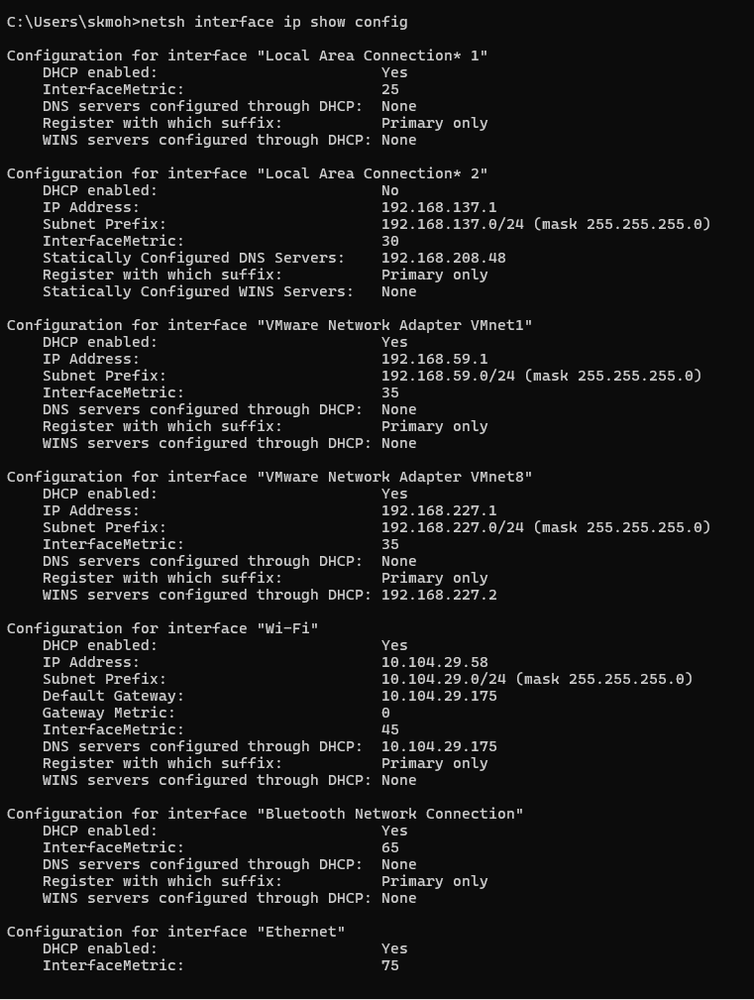 C:\Users\skmoh>netsh interface ip show config

Configuration for interface "Local Area Connection* 1"
    DHCP enabled:                         Yes
    InterfaceMetric:                      25
    DNS servers configured through DHCP:  None
    Register with which suffix:           Primary only
    WINS servers configured through DHCP: None

Configuration for interface "Local Area Connection* 2"
    DHCP enabled:                         No
    IP Address:                           192.168.137.1
    Subnet Prefix:                        192.168.137.0/24 (mask 255.255.255.0)
    InterfaceMetric:                      30
    Statically Configured DNS Servers:    192.168.208.48
    Register with which suffix:           Primary only
    Statically Configured WINS Servers:   None

Configuration for interface "VMware Network Adapter VMnet1"
    DHCP enabled:                         Yes
    IP Address:                           192.168.59.1
    Subnet Prefix:                        192.168.59.0/24 (mask 255.255.255.0)
    InterfaceMetric:                      35
    DNS servers configured through DHCP:  None
    Register with which suffix:           Primary only
    WINS servers configured through DHCP: None

Configuration for interface "VMware Network Adapter VMnet8"
    DHCP enabled:                         Yes
    IP Address:                           192.168.227.1
    Subnet Prefix:                        192.168.227.0/24 (mask 255.255.255.0)
    InterfaceMetric:                      35
    DNS servers configured through DHCP:  None
    Register with which suffix:           Primary only
    WINS servers configured through DHCP: 192.168.227.2

Configuration for interface "Wi-Fi"
    DHCP enabled:                         Yes
    IP Address:                           10.104.29.58
    Subnet Prefix:                        10.104.29.0/24 (mask 255.255.255.0)
    Default Gateway:                      10.104.29.175
    Gateway Metric:                       0
    InterfaceMetric:                      45
    DNS servers configured through DHCP:  10.104.29.175
    Register with which suffix:           Primary only
    WINS servers configured through DHCP: None

Configuration for interface "Bluetooth Network Connection"
    DHCP enabled:                         Yes
    InterfaceMetric:                      65
    DNS servers configured through DHCP:  None
    Register with which suffix:           Primary only
    WINS servers configured through DHCP: None

Configuration for interface "Ethernet"
    DHCP enabled:                         Yes
    InterfaceMetric:                      75